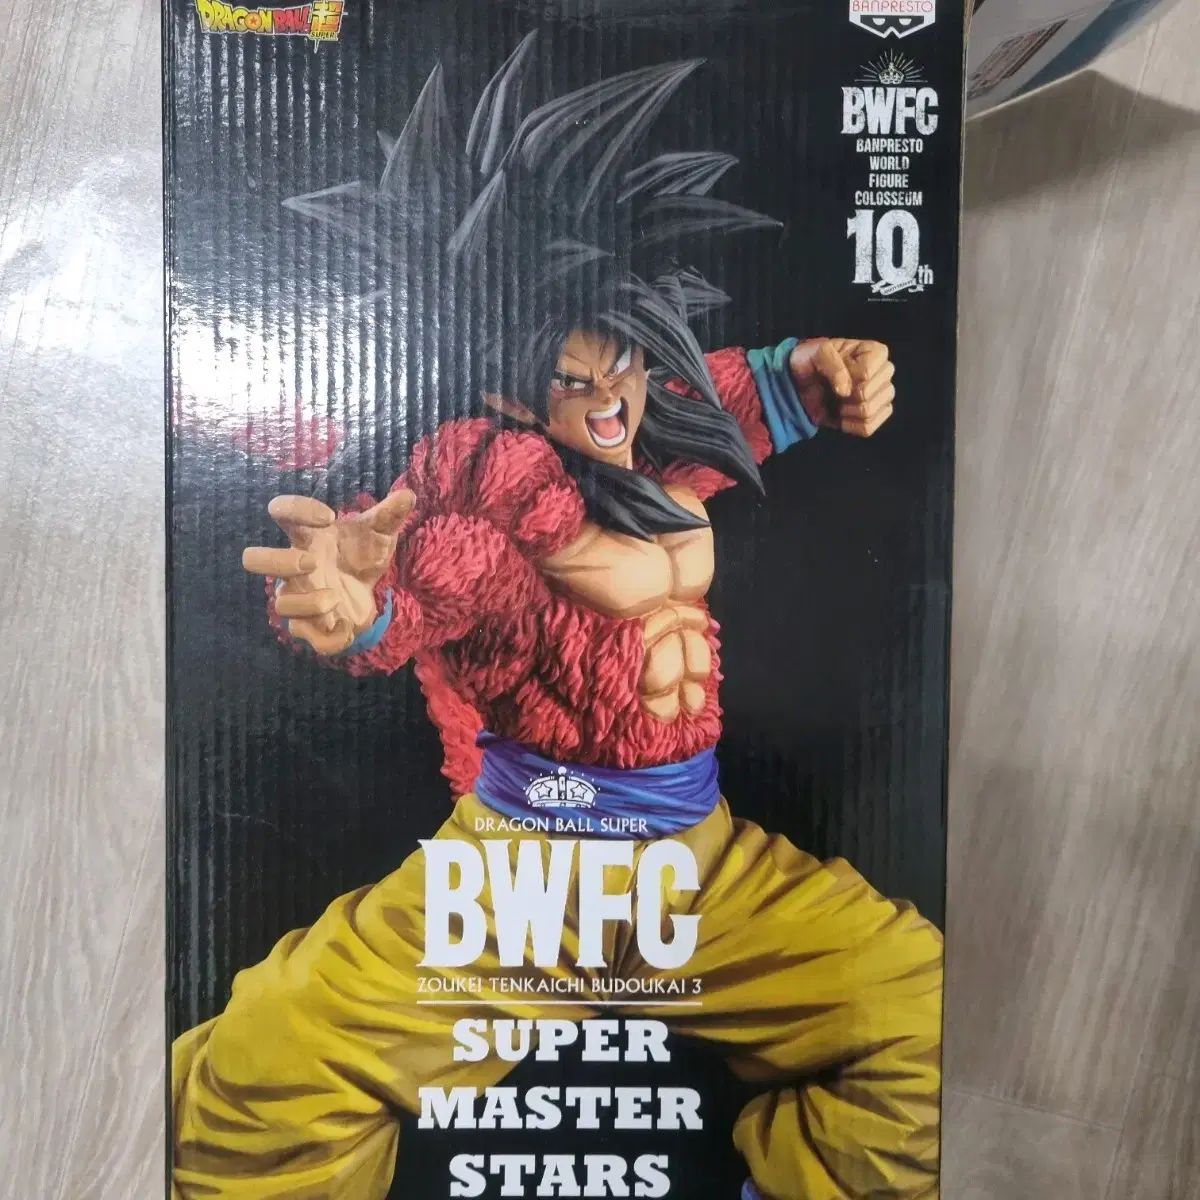 DRAGON BALL 超
SUPER
BANPRESTO
BWFC
BANPRESTO
WORLD
FIGURE
COLOSSEUM
10th
DRAGON BALL SUPER
BWFC
ZOUKEI TENKAICHI BUDOUKAI 3
SUPER
MASTER
STARS